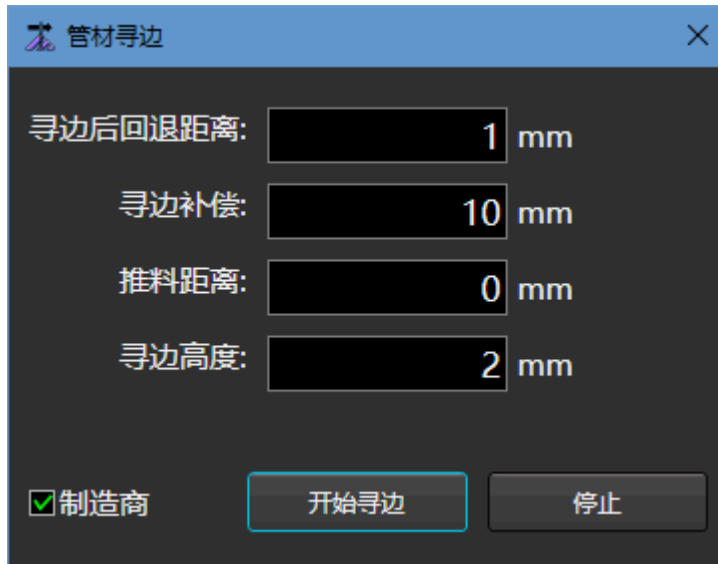 管材寻边
寻边后回退距离: 1 mm
寻边补偿: 10 mm
推料距离: 0 mm
寻边高度: 2 mm
制造商 开始寻边 停止